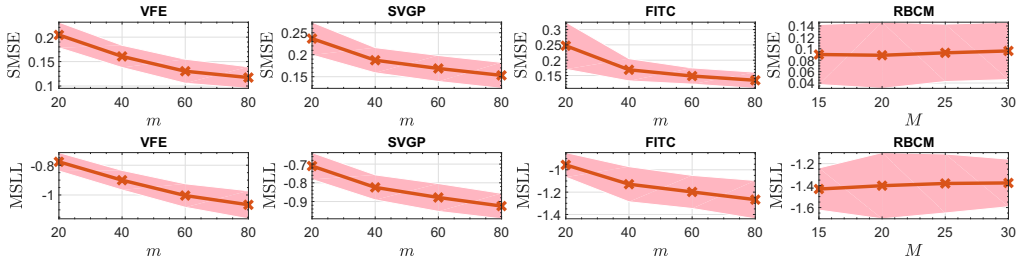 VFE SVGP FITC RBCM
SMSE 0.2 0.15 0.1
SMSE 0.25 0.2 0.15
SMSE 0.3 0.25 0.2 0.15
SMSE 0.14 0.12 0.1 0.08 0.06 0.04
20 40 60 80 20 40 60 80 20 40 60 80 15 20 25 30
m m m M
VFE SVGP FITC RBCM
MSLL -0.8 -1
MSLL -0.7 -0.8 -0.9
MSLL -1 -1.2 -1.4
MSLL -1.2 -1.4 -1.6
20 40 60 80 20 40 60 80 20 40 60 80 15 20 25 30
m m m M